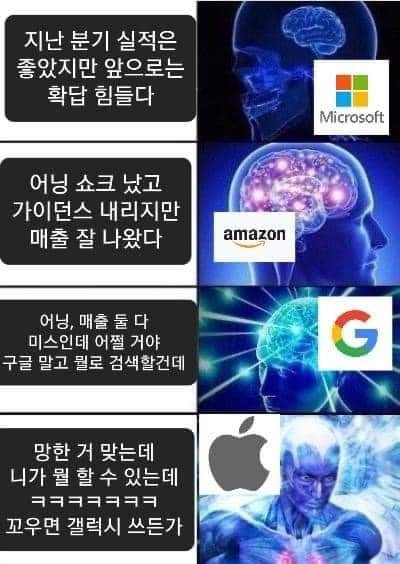 지난 분기 실적은
좋았지만 앞으로는
확답 힘들다
Microsoft
어닝 쇼크 났고
가이던스 내리지만
매출 잘 나왔다
amazon
어닝, 매출 둘 다
미스인데 어쩔 거야
구글 말고 뭘로 검색할건데
G
망한 거 맞는데
니가 뭘 할 수 있는데
ㅋㅋㅋㅋㅋㅋㅋ
꼬우면 갤럭시 쓰든가